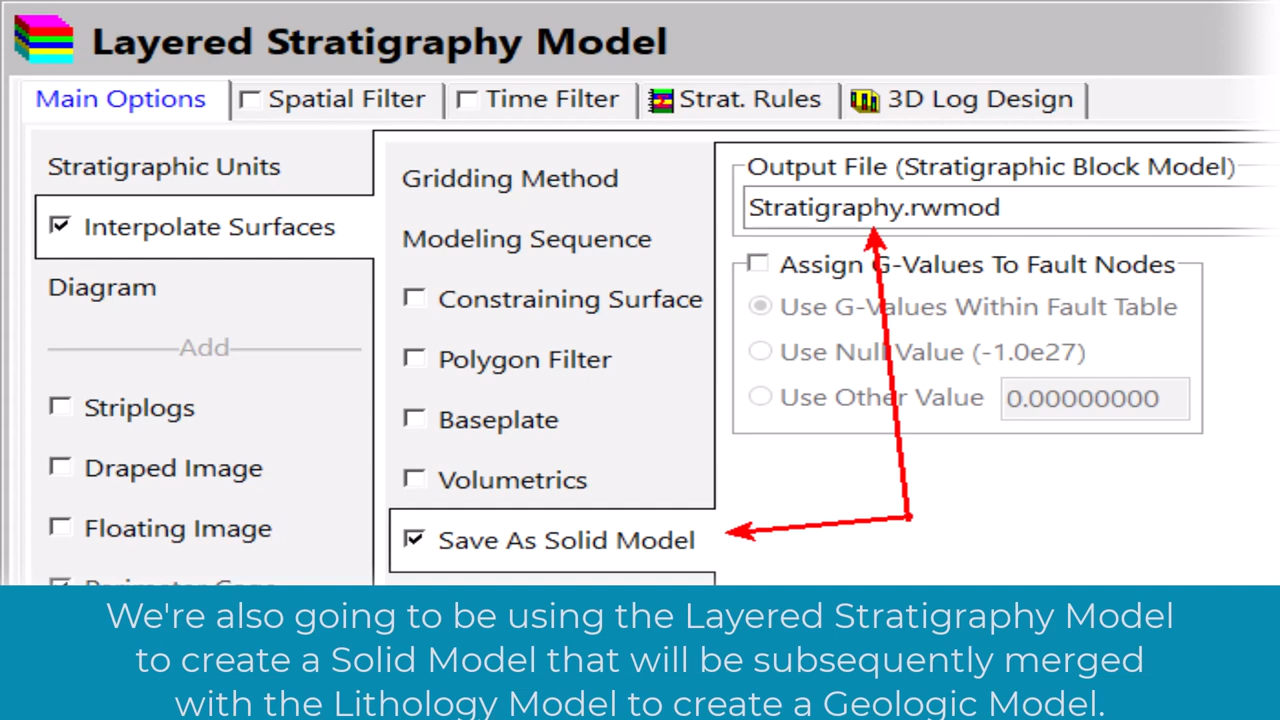 Layered Stratigraphy Model
Main Options
Spatial Filter
Time Filter
Strat. Rules
3D Log Design
Stratigraphic Units
Interpolate Surfaces
Diagram
Add
Striplogs
Draped Image
Floating Image
Gridding Method
Modeling Sequence
Constraining Surface
Polygon Filter
Baseplate
Volumetrics
Save As Solid Model
Output File (Stratigraphic Block Model)
Stratigraphy.rwmod
Assign G-Values To Fault Nodes
Use G-Values Within Fault Table
Use Null Value (-1.0e27)
Use Other Value 0.00000000
We're also going to be using the Layered Stratigraphy Model
to create a Solid Model that will be subsequently merged
with the Lithology Model to create a Geologic Model.